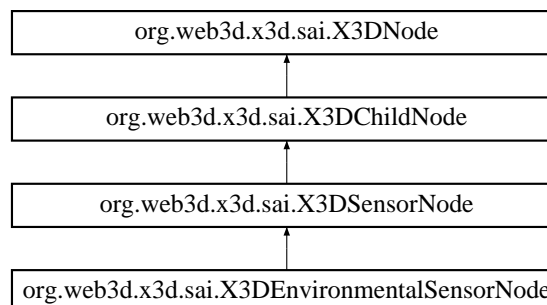 org.web3d.x3d.sai.X3DNode
org.web3d.x3d.sai.X3DChildNode
org.web3d.x3d.sai.X3DSensorNode
org.web3d.x3d.sai.X3DEnvironmentalSensorNode